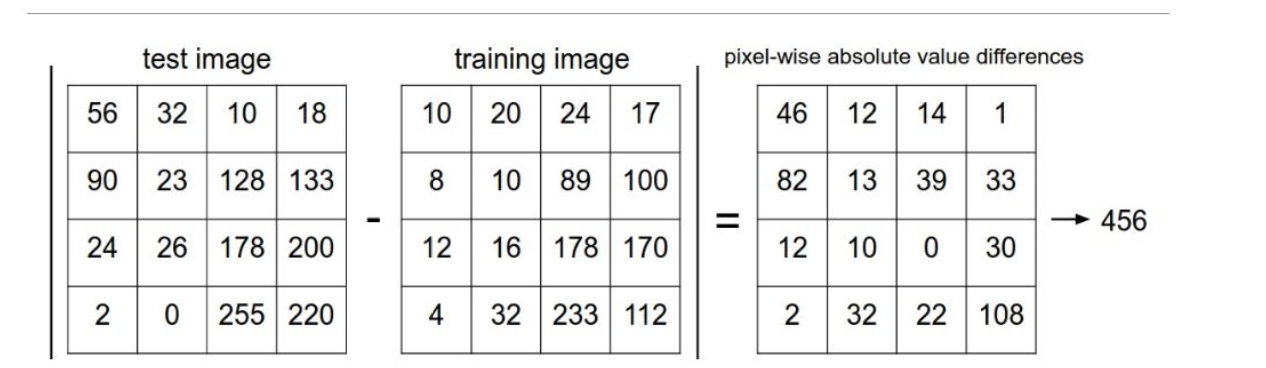 test image training image pixel-wise absolute value differences
56 32 10 18 10 20 24 17 46 12 14 1
90 23 128 133 8 10 89 100 82 13 39 33
- = → 456
24 26 178 200 12 16 178 170 12 10 0 30
2 0 255 220 4 32 233 112 2 32 22 108